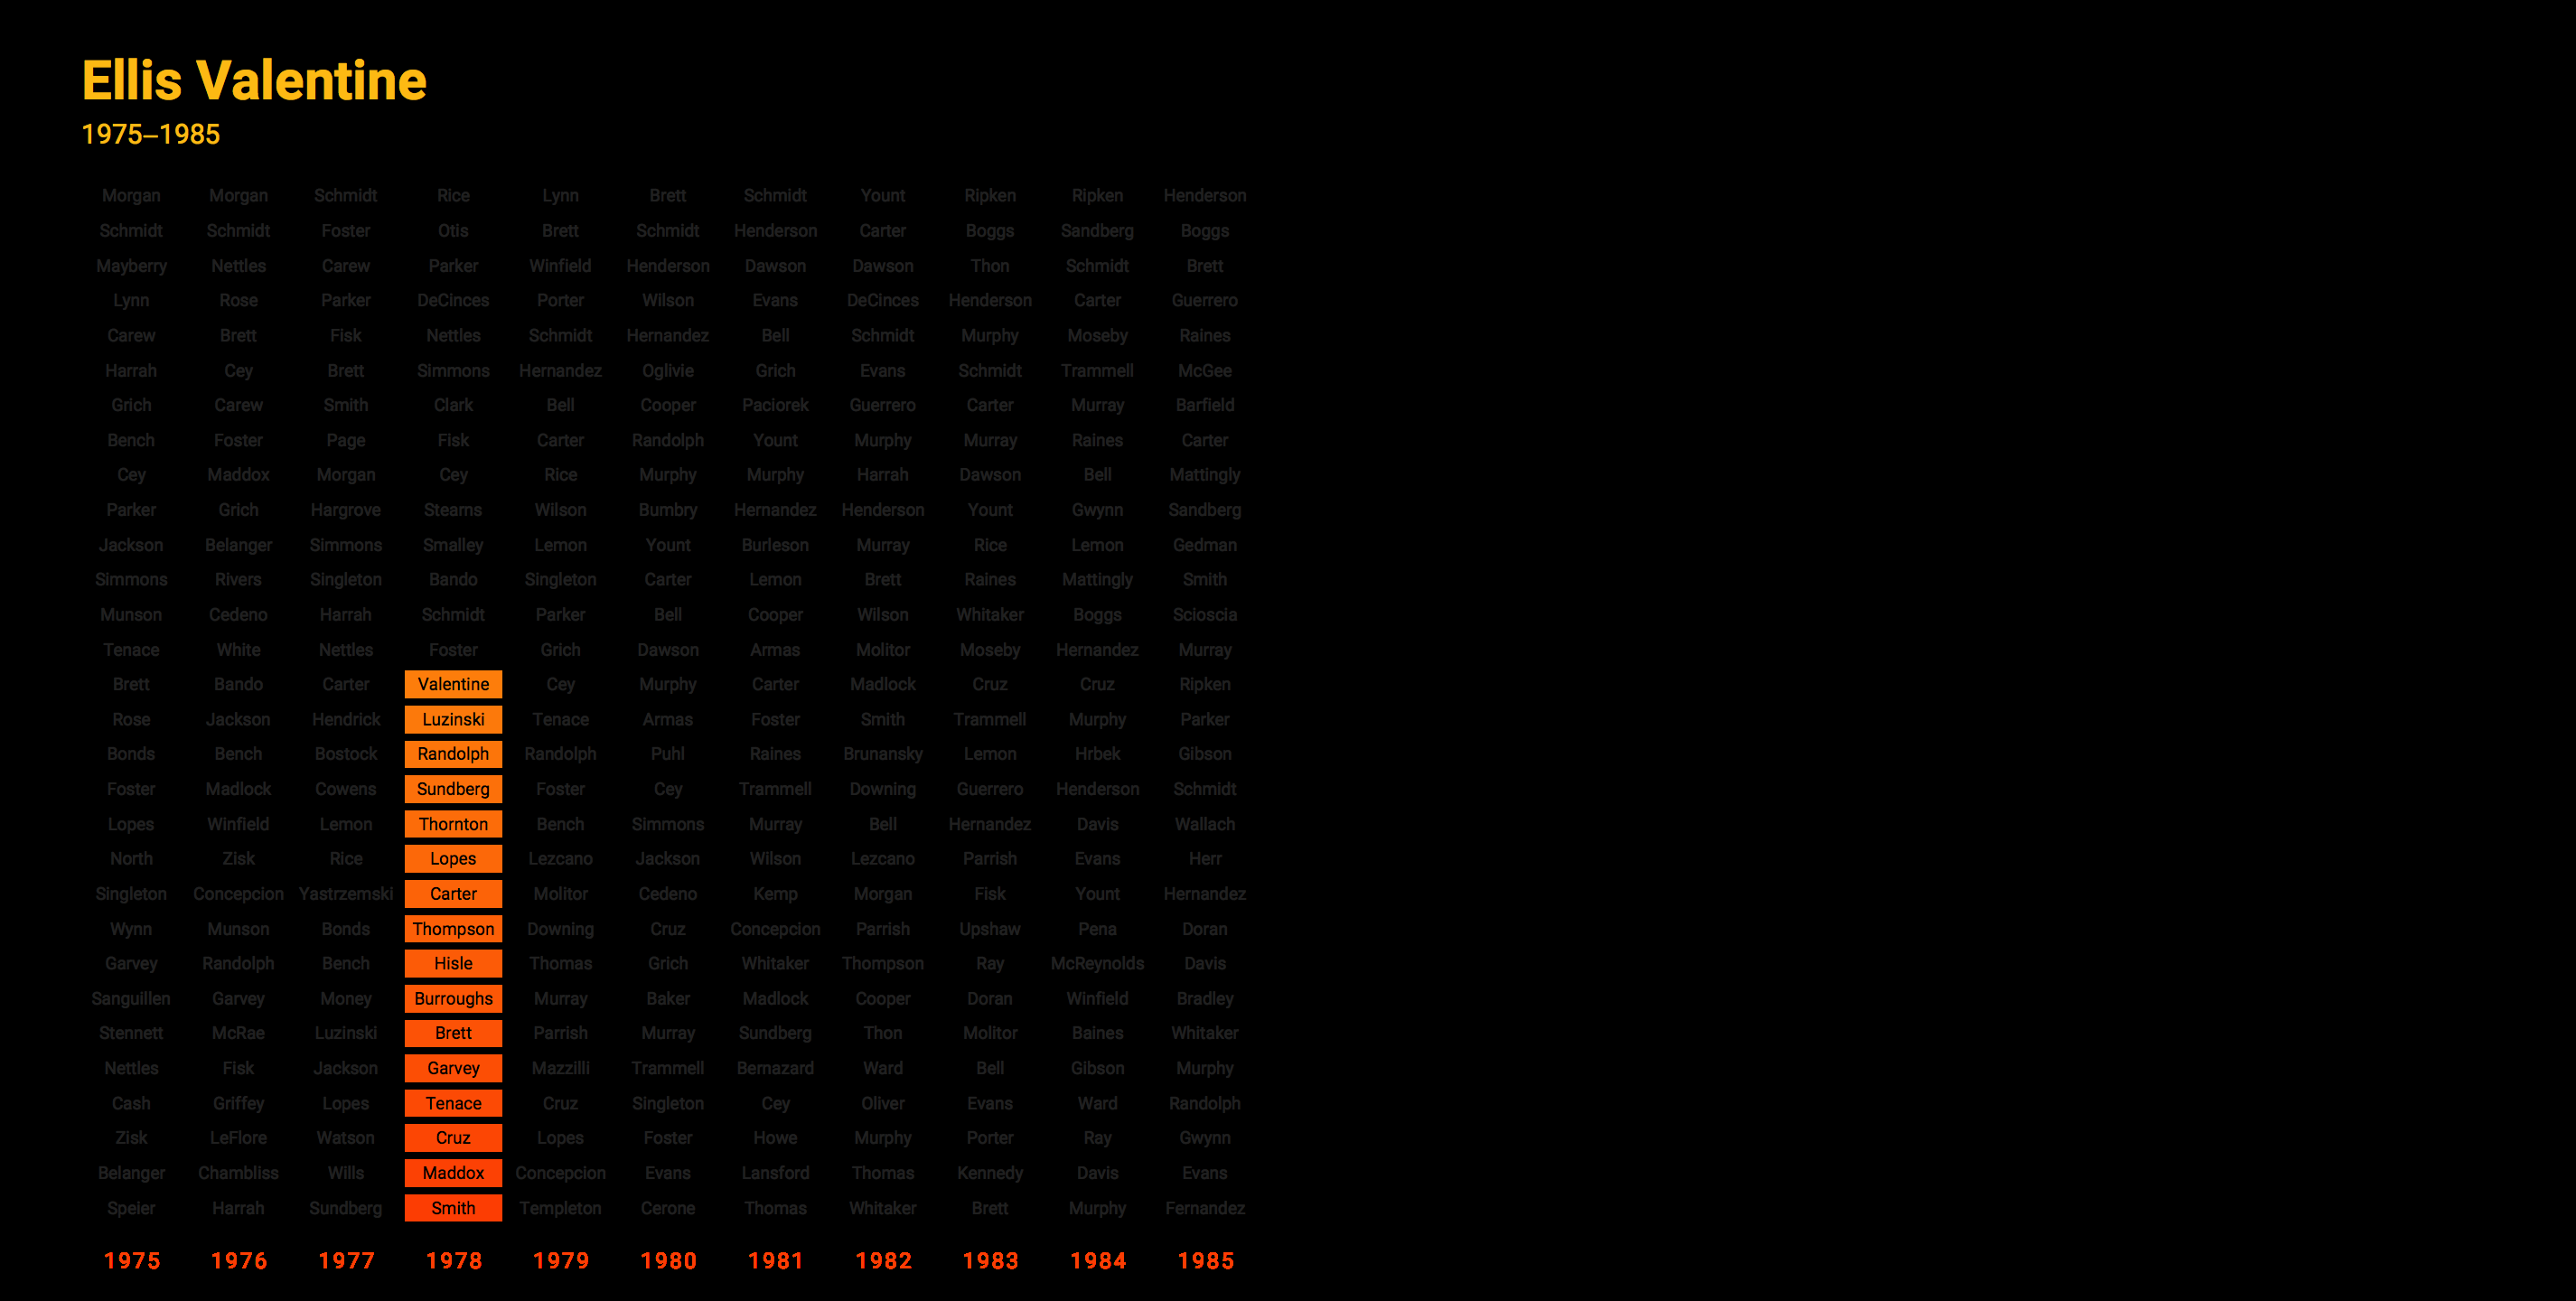 Ellis Valentine
1975–1985
Morgan Morgan Schmidt Rice Lynn Brett Schmidt Yount Ripken Ripken Henderson
Schmidt Schmidt Foster Otis Brett Schmidt Henderson Carter Boggs Sandberg Boggs
Mayberry Nettles Carew Parker Winfield Henderson Dawson Dawson Thon Schmidt Brett
Lynn Rose Parker DeCinces Porter Wilson Evans DeCinces Henderson Carter Guerrero
Carew Brett Fisk Nettles Schmidt Hernandez Bell Schmidt Murphy Moseby Raines
Harrah Cey Brett Simmons Hernandez Oglivie Grich Evans Schmidt Trammell McGee
Grich Carew Smith Clark Bell Cooper Paciorek Guerrero Carter Murray Barfield
Bench Foster Page Fisk Carter Randolph Yount Murphy Murray Raines Carter
Cey Maddox Morgan Cey Rice Murphy Murphy Harrah Dawson Bell Mattingly
Parker Grich Hargrove Stearns Wilson Bumbry Hernandez Henderson Yount Gwynn Sandberg
Jackson Belanger Simmons Smalley Lemon Yount Burleson Murray Rice Lemon Gedman
Simmons Rivers Singleton Bando Singleton Carter Lemon Brett Raines Mattingly Smith
Munson Cedeno Harrah Schmidt Parker Bell Cooper Wilson Whitaker Boggs Scioscia
Tenace White Nettles Foster Grich Dawson Armas Molitor Moseby Hernandez Murray
Brett Bando Carter Valentine Cey Murphy Carter Madlock Cruz Cruz Ripken
Rose Jackson Hendrick Luzinski Tenace Armas Foster Smith Trammell Murphy Parker
Bonds Bench Bostock Randolph Randolph Puhl Raines Brunansky Lemon Hrbek Gibson
Foster Madlock Cowens Sundberg Foster Cey Trammell Downing Guerrero Henderson Schmidt
Lopes Winfield Lemon Thornton Bench Simmons Murray Bell Hernandez Davis Wallach
North Zisk Rice Lopes Lezcano Jackson Wilson Lezcano Parrish Evans Herr
Singleton Concepcion Yastrzemski Carter Molitor Cedeno Kemp Morgan Fisk Yount Hernandez
Wynn Munson Bonds Thompson Downing Cruz Concepcion Parrish Upshaw Pena Doran
Garvey Randolph Bench Hisle Thomas Grich Whitaker Thompson Ray McReynolds Davis
Sanguillen Garvey Money Burroughs Murray Baker Madlock Cooper Doran Winfield Bradley
Stennett McRae Luzinski Brett Parrish Murray Sundberg Thon Molitor Baines Whitaker
Nettles Fisk Jackson Garvey Mazzilli Trammell Bernazard Ward Bell Gibson Murphy
Cash Griffey Lopes Tenace Cruz Singleton Cey Oliver Evans Ward Randolph
Zisk LeFlore Watson Cruz Lopes Foster Howe Murphy Porter Ray Gwynn
Belanger Chambliss Wills Maddox Concepcion Evans Lansford Thomas Kennedy Davis Evans
Speier Harrah Sundberg Smith Templeton Cerone Thomas Whitaker Brett Murphy Fernandez
1975 1976 1977 1978 1979 1980 1981 1982 1983 1984 1985